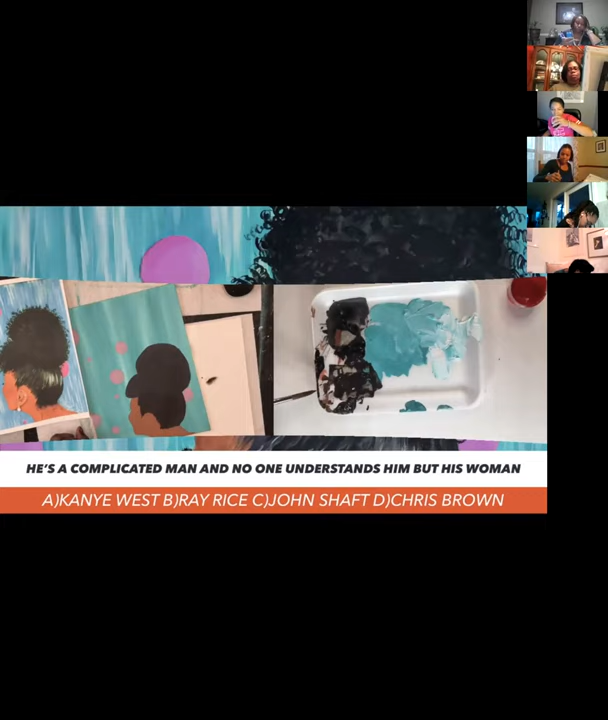 HE'S A COMPLICATED MAN AND NO ONE UNDERSTANDS HIM BUT HIS WOMAN
A)KANYE WEST B)RAY RICE C)JOHN SHAFT D)CHRIS BROWN